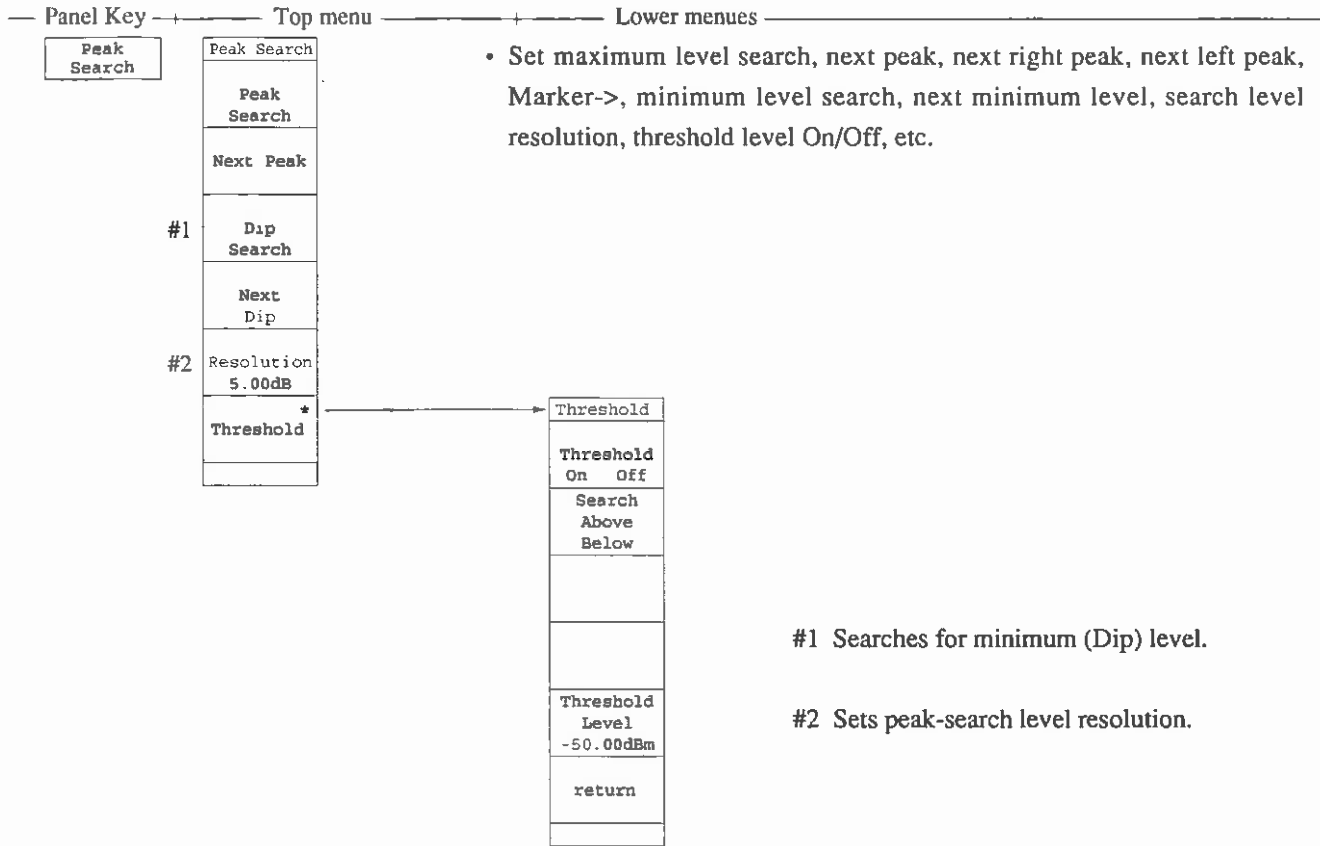 Panel Key
Top menu
Lower menues
Peak
Search
Peak Search
Peak
Search
Next Peak
#1
Dip
Search
Next
Dip
#2
Resolution
5.00dB
*
Threshold
• Set maximum level search, next peak, next right peak, next left peak,
Marker->, minimum level search, next minimum level, search level
resolution, threshold level On/Off, etc.
Threshold
Threshold
On Off
Search
Above
Below
Threshold
Level
-50.00dBm
return
#1 Searches for minimum (Dip) level.
#2 Sets peak-search level resolution.